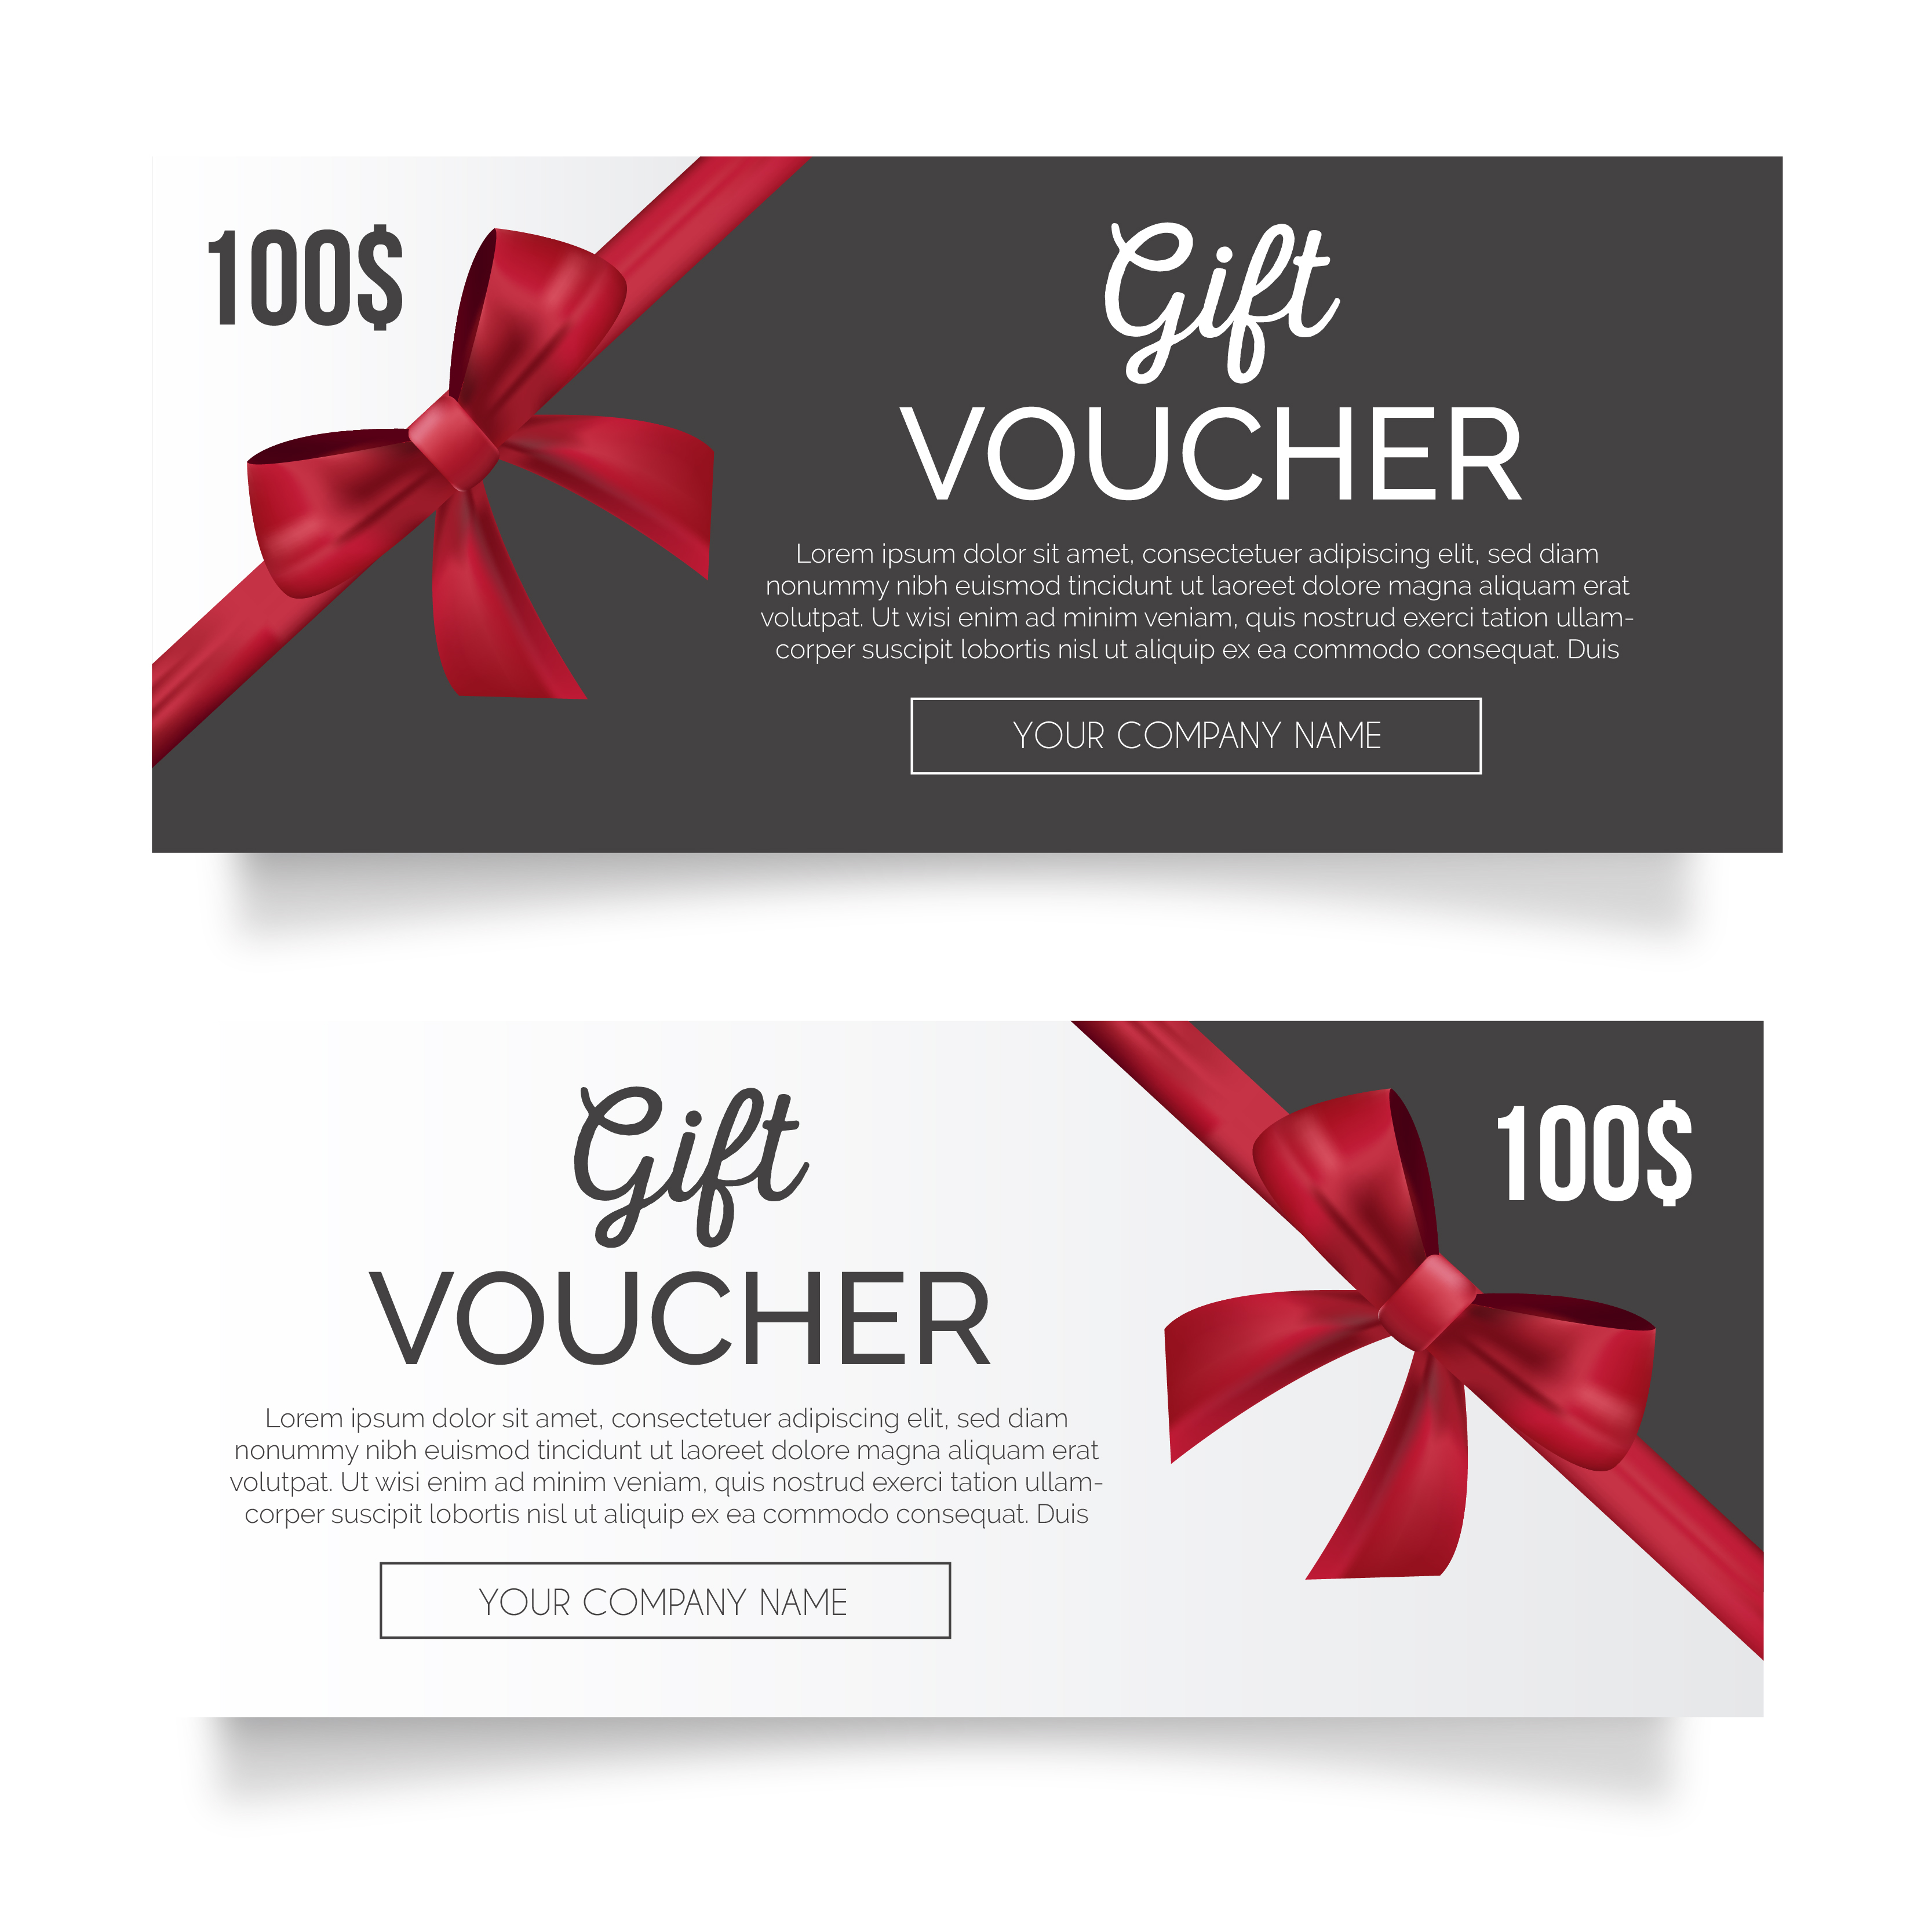 100$
Gift
VOUCHER
Lorem ipsum dolor sit amet, consectetuer adipiscing elit, sed diam
nonummy nibh euismod tincidunt ut laoreet dolore magna aliquam erat
volutpat. Ut wisi enim ad minim veniam, quis nostrud exerci tation ullam-
corper suscipit lobortis nisl ut aliquip ex ea commodo consequat. Duis
YOUR COMPANY NAME
Gift
VOUCHER
100$
Lorem ipsum dolor sit amet, consectetuer adipiscing elit, sed diam
nonummy nibh euismod tincidunt ut laoreet dolore magna aliquam erat
volutpat. Ut wisi enim ad minim veniam, quis nostrud exerci tation ullam-
corper suscipit lobortis nisl ut aliquip ex ea commodo consequat. Duis
YOUR COMPANY NAME